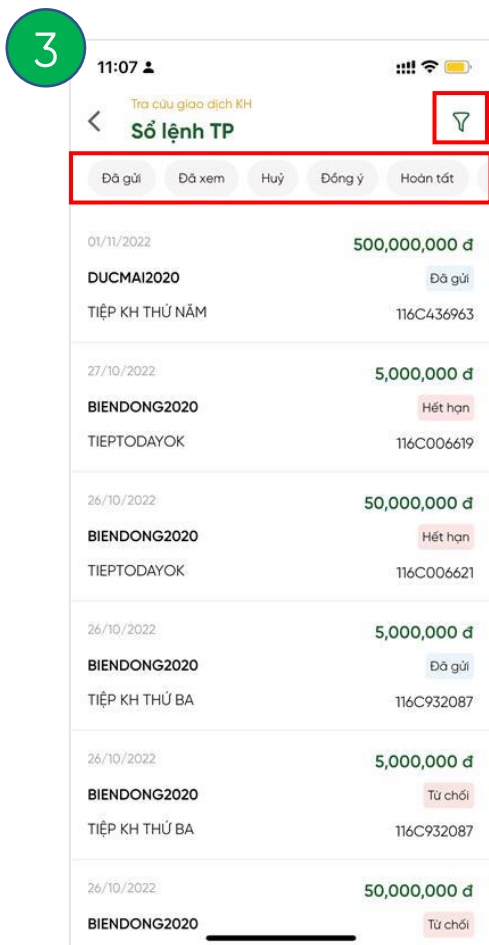 3
11:07
Tra cứu giao dịch KH
Sổ lệnh TP
Đã gửi Đã xem Huỷ Đồng ý Hoàn tất
01/11/2022 500,000,000 đ
DUCMAI2020 Đã gửi
TIỆP KH THỨ NĂM 116C436963
27/10/2022 5,000,000 đ
BIENDONG2020 Hết hạn
TIEPTODAYOK 116C006619
26/10/2022 50,000,000 đ
BIENDONG2020 Hết hạn
TIEPTODAYOK 116C006621
26/10/2022 5,000,000 đ
BIENDONG2020 Đã gửi
TIỆP KH THỨ BA 116C932087
26/10/2022 5,000,000 đ
BIENDONG2020 Từ chối
TIỆP KH THỨ BA 116C932087
26/10/2022 50,000,000 đ
BIENDONG2020 Từ chối